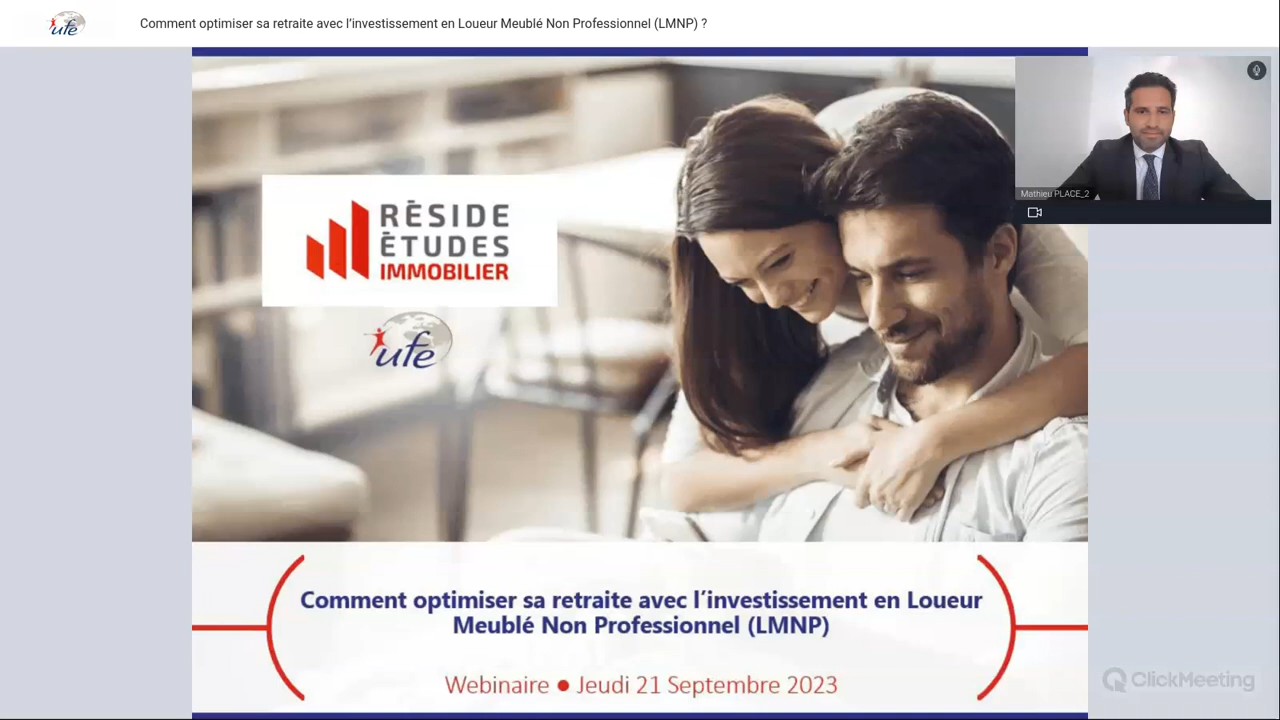 ufe
Comment optimiser sa retraite avec l’investissement en Loueur Meublé Non Professionnel (LMNP) ?
Mathieu PLACE_2
RÉSIDE
ÉTUDES
IMMOBILIER
ufe
Comment optimiser sa retraite avec l’investissement en Loueur
Meublé Non Professionnel (LMNP)
Webinaire ● Jeudi 21 Septembre 2023
ClickMeeting